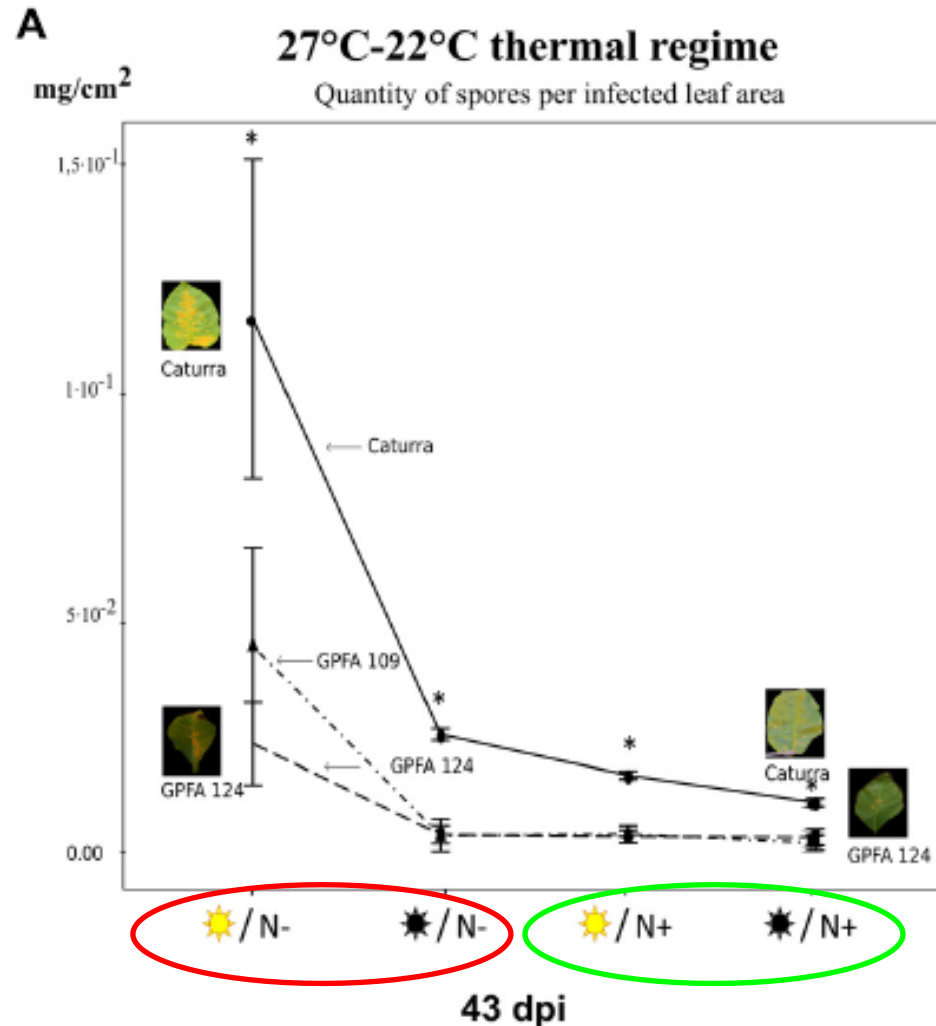 A
27°C-22°C thermal regime
mg/cm²
Quantity of spores per infected leaf area
*
1,5·10⁻¹
Caturra
1·10⁻¹
Caturra
5·10⁻²
GPFA 109
*
*
GPFA 124
GPFA 124
Caturra
*
GPFA 124
0.00
/ N-
/ N-
/ N+
/ N+
43 dpi